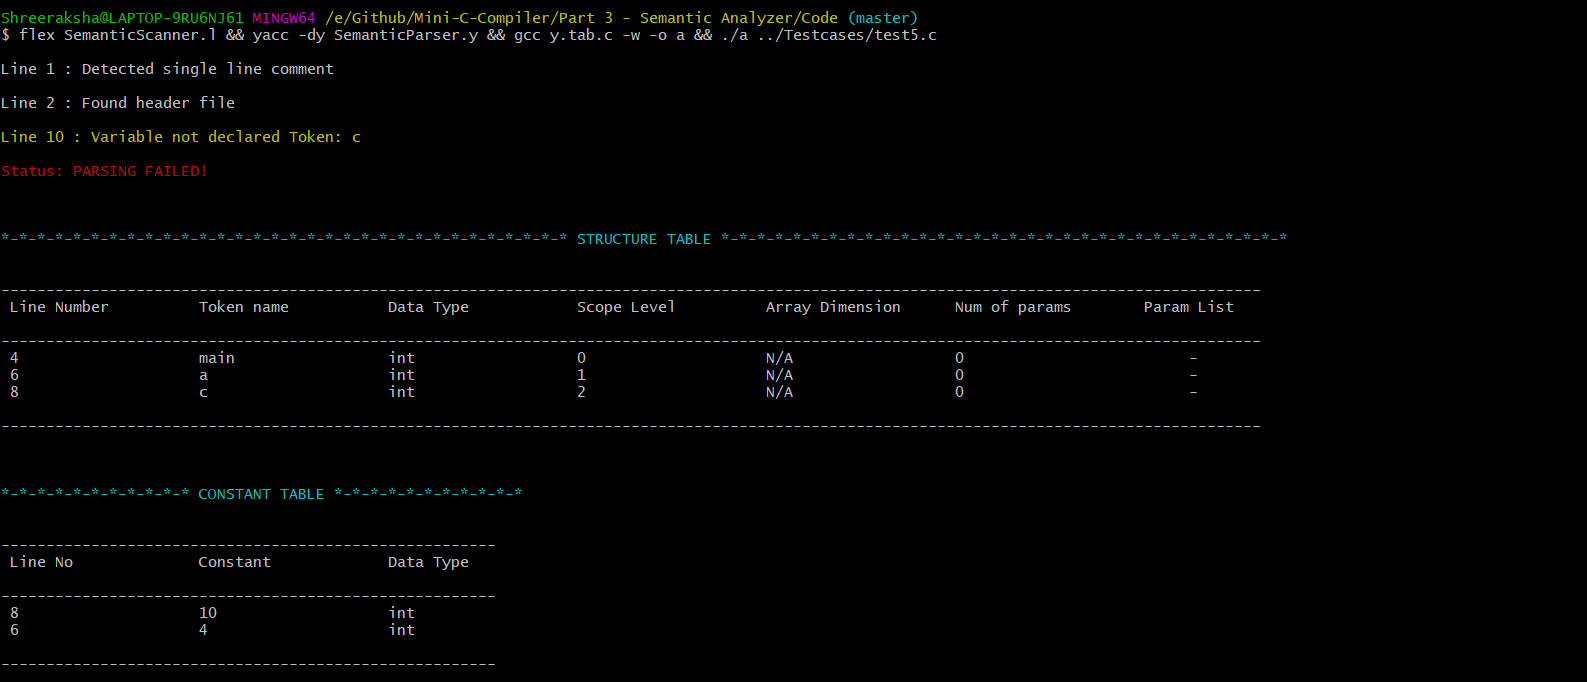 Shreeraksha@LAPTOP-9RU6NJ61 MINGW64 /e/Github/Mini-C-Compiler/Part 3 - Semantic Analyzer/Code (master)
$ flex SemanticScanner.l && yacc -dy SemanticParser.y && gcc y.tab.c -w -o a && ./a ../Testcases/test5.c
Line 1 : Detected single line comment
Line 2 : Found header file
Line 10 : Variable not declared Token: c
Status: PARSING FAILED!
*-*-*-*-*-*-*-*-*-*-*-*-*-*-*-*-*-*-*-*-*-*-*-*-*-*-*-*-*-*-*-* STRUCTURE TABLE *-*-*-*-*-*-*-*-*-*-*-*-*-*-*-*-*-*-*-*-*-*-*-*-*-*-*-*-*-*-*-*
--------------------------------------------------------------------------------------------------------------------------------------------
Line Number Token name Data Type Scope Level Array Dimension Num of params Param List
--------------------------------------------------------------------------------------------------------------------------------------------
4 main int 0 N/A 0 -
6 a int 1 N/A 0 -
8 c int 2 N/A 0 -
--------------------------------------------------------------------------------------------------------------------------------------------
*-*-*-*-*-*-*-*-*-*-* CONSTANT TABLE *-*-*-*-*-*-*-*-*-*-*
-------------------------------------------------------
Line No Constant Data Type
-------------------------------------------------------
8 10 int
6 4 int
-------------------------------------------------------